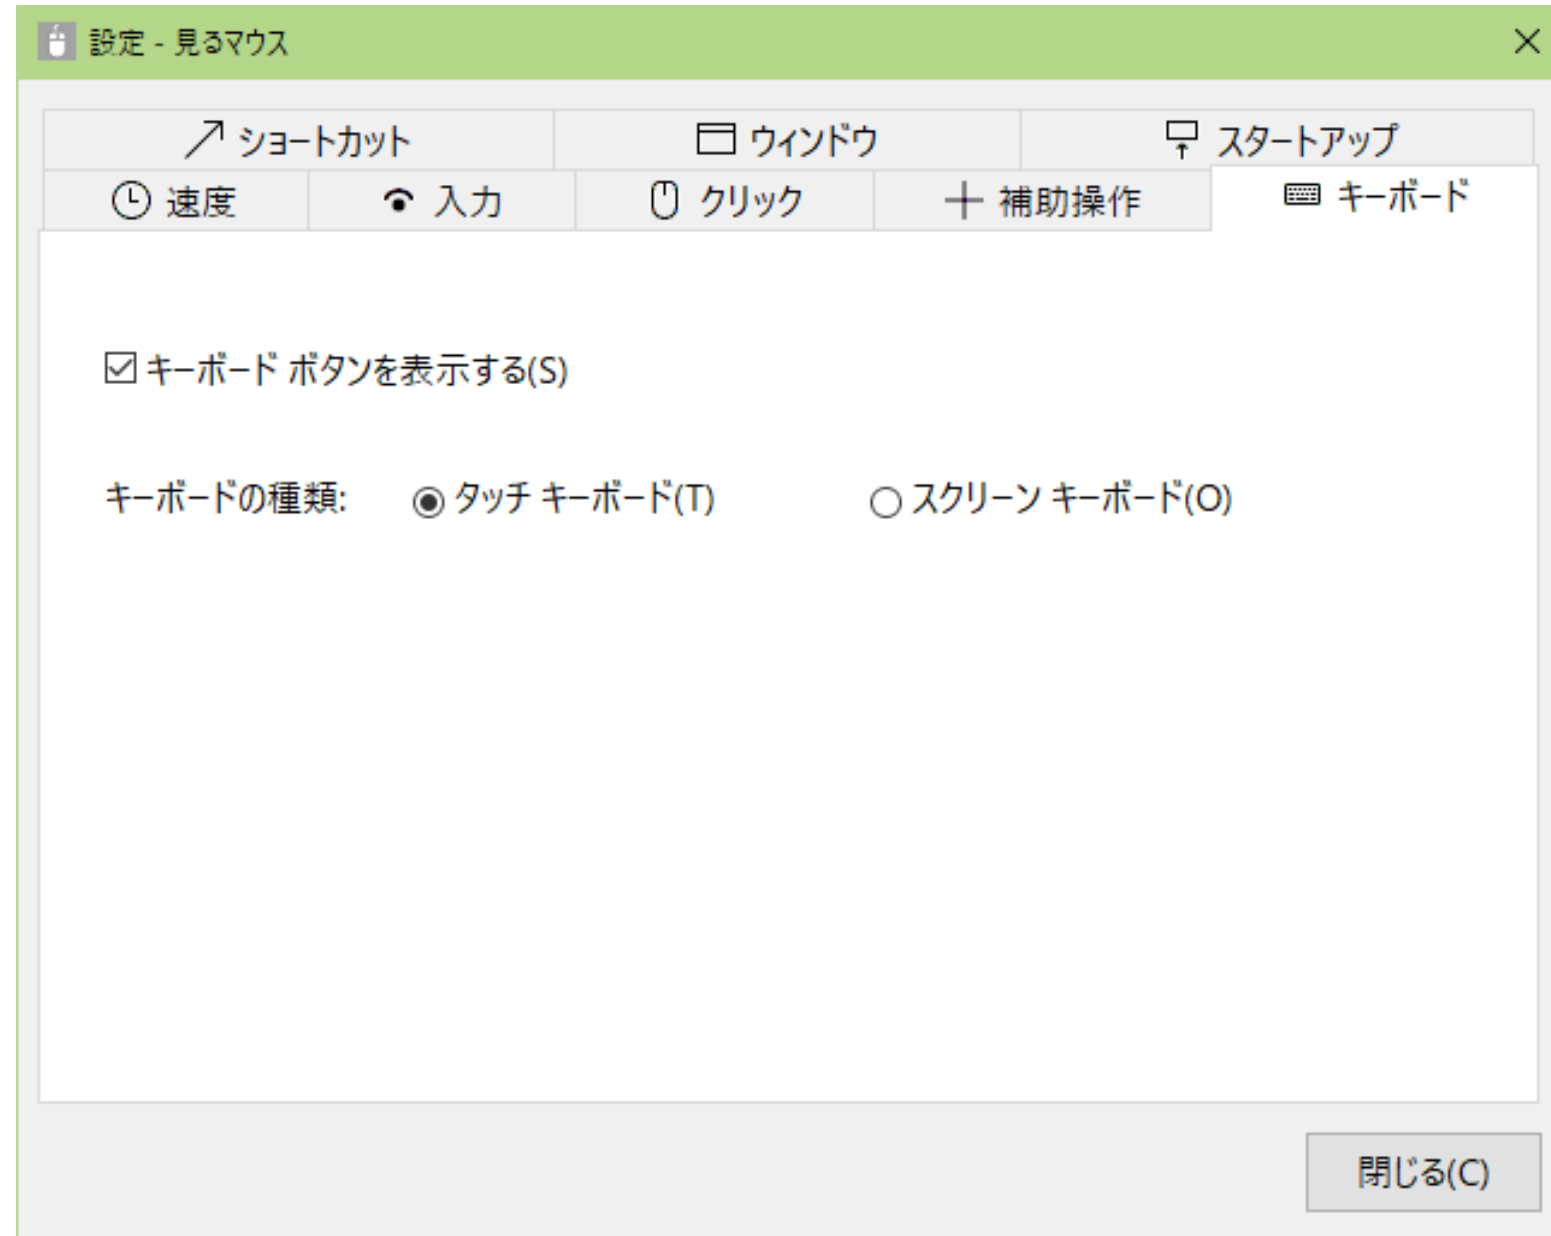 設定 - 見るマウス
ショートカット ウィンドウ スタートアップ
速度 入力 クリック 補助操作 キーボード
キーボード ボタンを表示する(S)
キーボードの種類: タッチ キーボード(T) スクリーン キーボード(O)
閉じる(C)